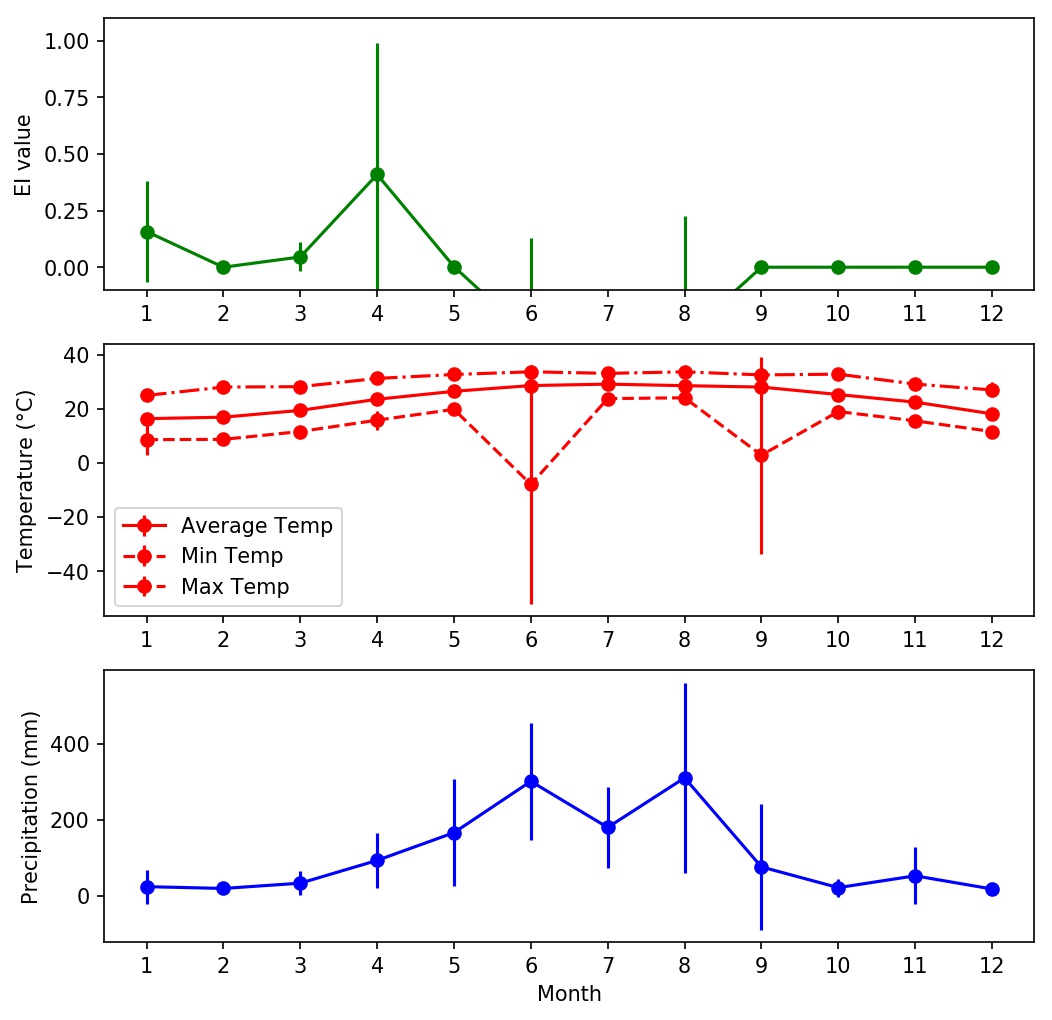 EI value
1.00
0.75
0.50
0.25
0.00
1 2 3 4 5 6 7 8 9 10 11 12
Temperature (°C)
40
20
0
−20
−40
Average Temp
Min Temp
Max Temp
1 2 3 4 5 6 7 8 9 10 11 12
Precipitation (mm)
400
200
0
1 2 3 4 5 6 7 8 9 10 11 12
Month